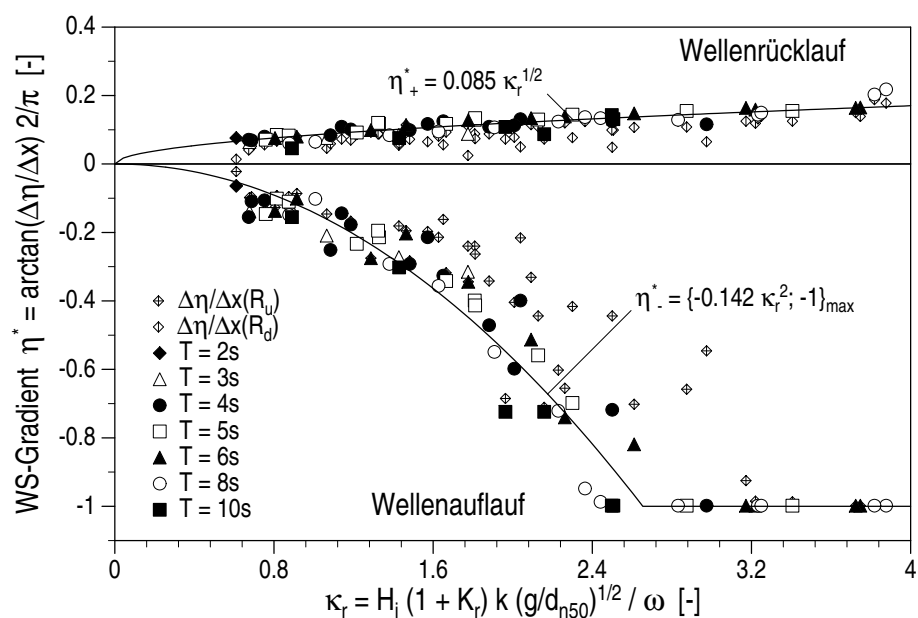 WS-Gradient η* = arctan(Δη/Δx) 2/π [-]
0.4
0.2
0
-0.2
-0.4
-0.6
-0.8
-1
-1.2
Wellenrücklauf
η*₊ = 0.085 κᵣ^1/2
η*₋ = {-0.142 κᵣ²; -1}max
Δη/Δx(Rᵤ)
Δη/Δx(R_d)
T = 2s
T = 3s
T = 4s
T = 5s
T = 6s
T = 8s
T = 10s
Wellenauflauf
0 0.8 1.6 2.4 3.2 4
κᵣ = Hᵢ (1 + Kᵣ) k (g/dₙ₅₀)^1/2 / ω [-]